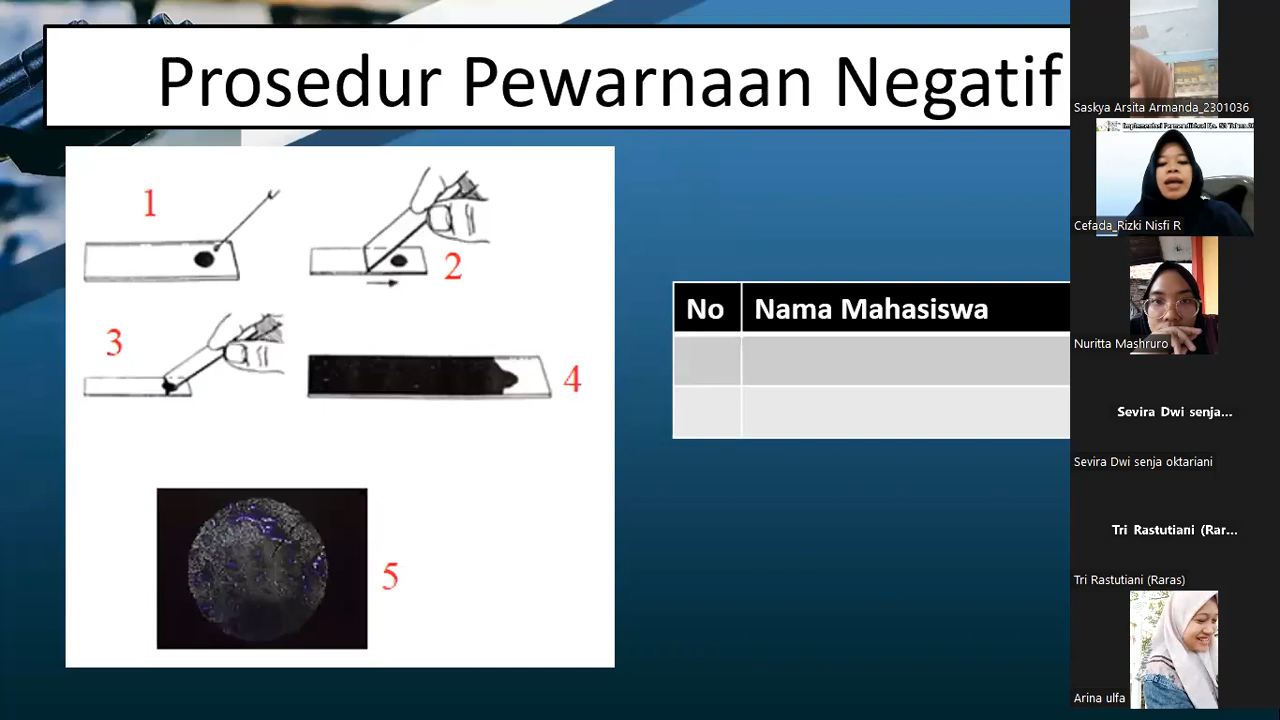 Prosedur Pewarnaan Negatif
1
2
3
4
5
No Nama Mahasiswa
Saskya Arsita Armanda_2301036
Cefada_Rizki Nisfi R
Nuritta Mashruro
Sevira Dwi senja...
Sevira Dwi senja oktariani
Tri Rastutiani (Rar...
Tri Rastutiani (Raras)
Arina ulfa